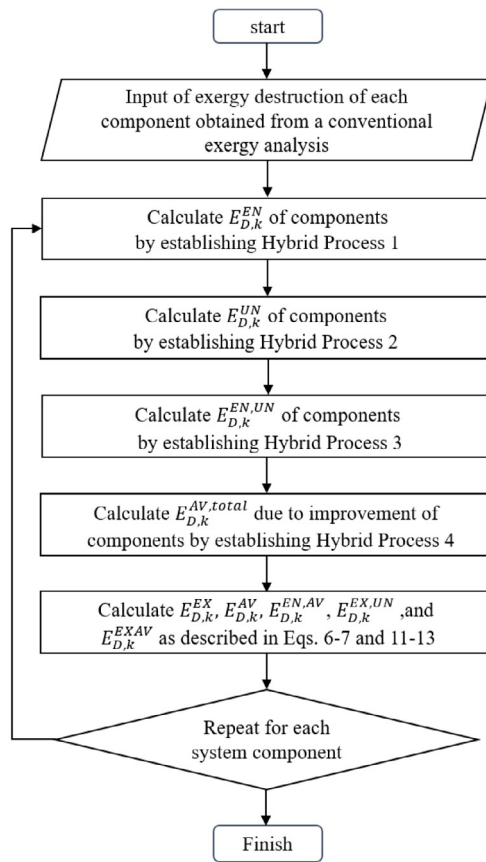 start
Input of exergy destruction of each
component obtained from a conventional
exergy analysis
Calculate $E_{D,k}^{EN}$ of components
by establishing Hybrid Process 1
Calculate $E_{D,k}^{UN}$ of components
by establishing Hybrid Process 2
Calculate $E_{D,k}^{EN,UN}$ of components
by establishing Hybrid Process 3
Calculate $E_{D,k}^{AV,total}$ due to improvement of
components by establishing Hybrid Process 4
Calculate $E_{D,k}^{EX}$, $E_{D,k}^{AV}$, $E_{D,k}^{EN,AV}$, $E_{D,k}^{EX,UN}$ ,and
$E_{D,k}^{EXAV}$ as described in Eqs. 6-7 and 11-13
Repeat for each
system component
Finish